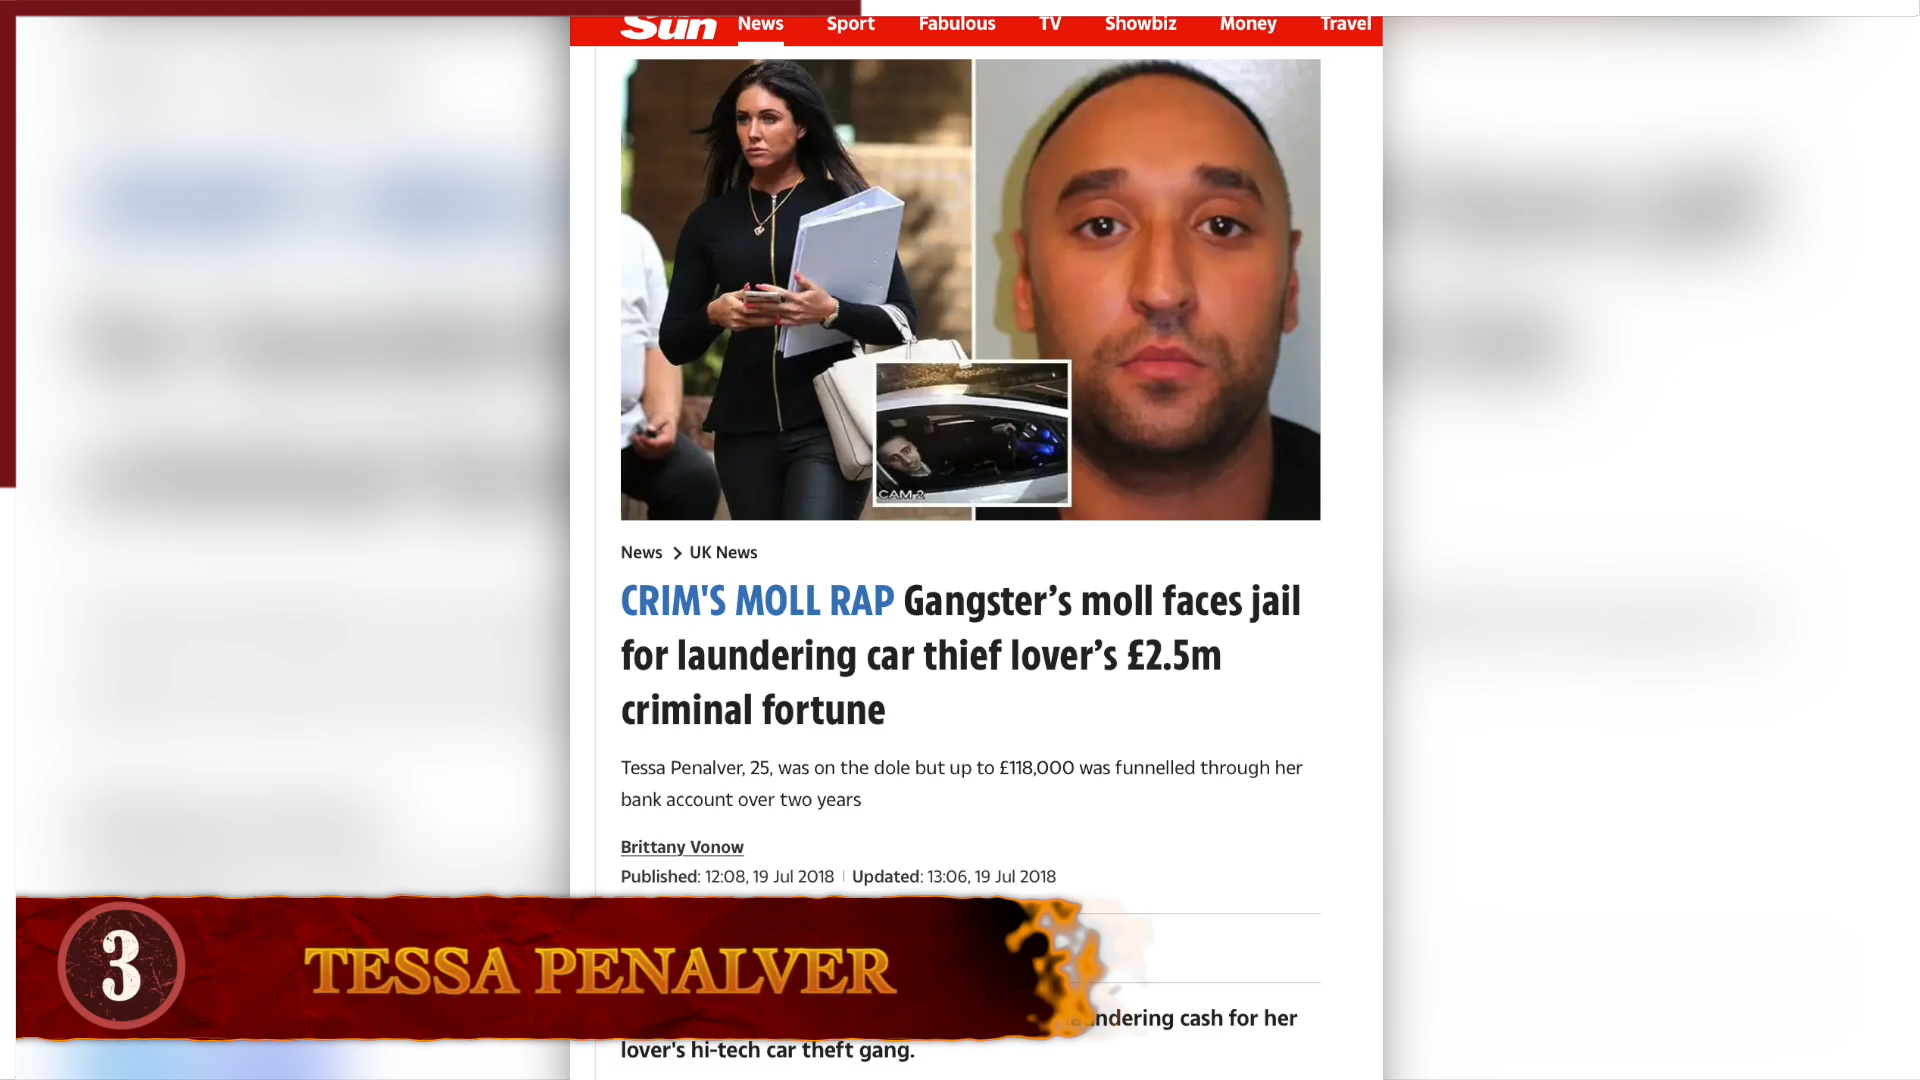 Sun
News Sport Fabulous TV Showbiz Money Travel
CAM 2
News > UK News
CRIM'S MOLL RAP Gangster’s moll faces jail
for laundering car thief lover’s £2.5m
criminal fortune
Tessa Penalver, 25, was on the dole but up to £118,000 was funnelled through her
bank account over two years
Brittany Vonow
Published: 12:08, 19 Jul 2018 | Updated: 13:06, 19 Jul 2018
3
TESSA PENALVER
cash for her
lover's hi-tech car theft gang.